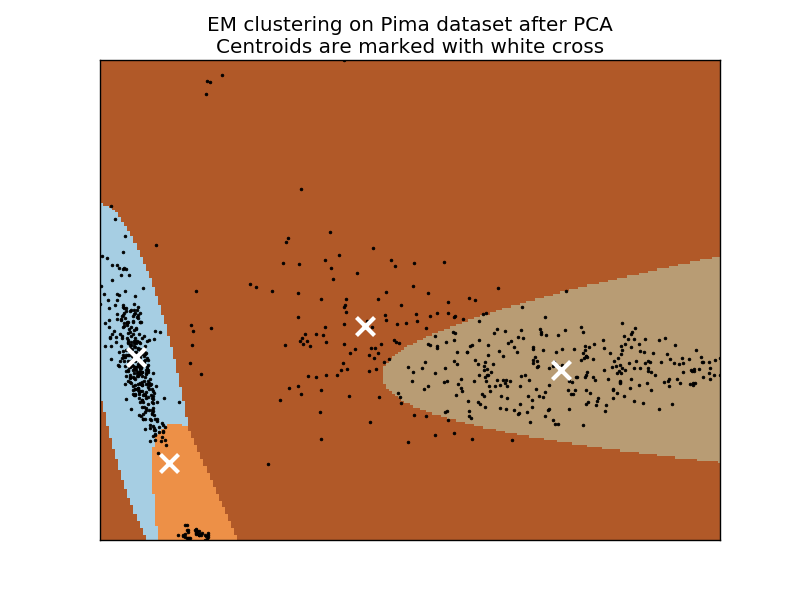 EM clustering on Pima dataset after PCA
Centroids are marked with white cross